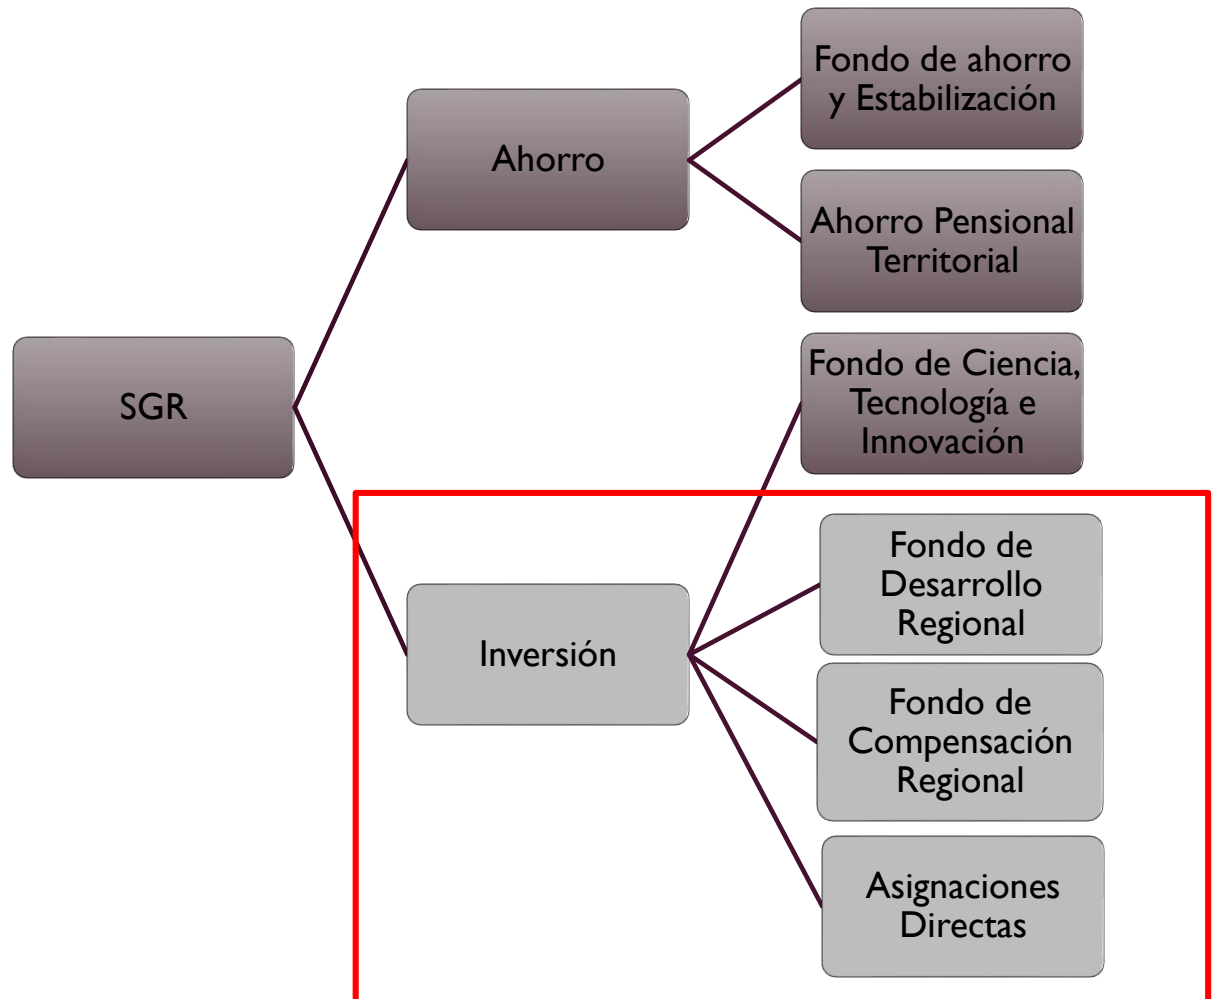 SGR
Ahorro
Fondo de ahorro
y Estabilización
Ahorro Pensional
Territorial
Inversión
Fondo de Ciencia,
Tecnología e
Innovación
Fondo de
Desarrollo
Regional
Fondo de
Compensación
Regional
Asignaciones
Directas